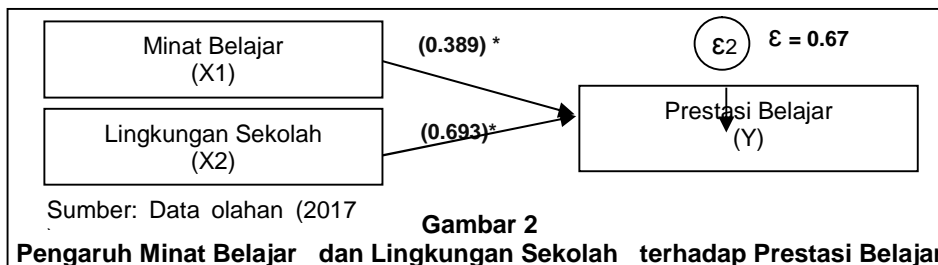 Minat Belajar
(X1)
(0.389) *
ε2
ε = 0.67
Lingkungan Sekolah
(X2)
(0.693)*
Prestasi Belajar
(Y)
Sumber: Data olahan (2017
Gambar 2
Pengaruh Minat Belajar dan Lingkungan Sekolah terhadap Prestasi Belajar